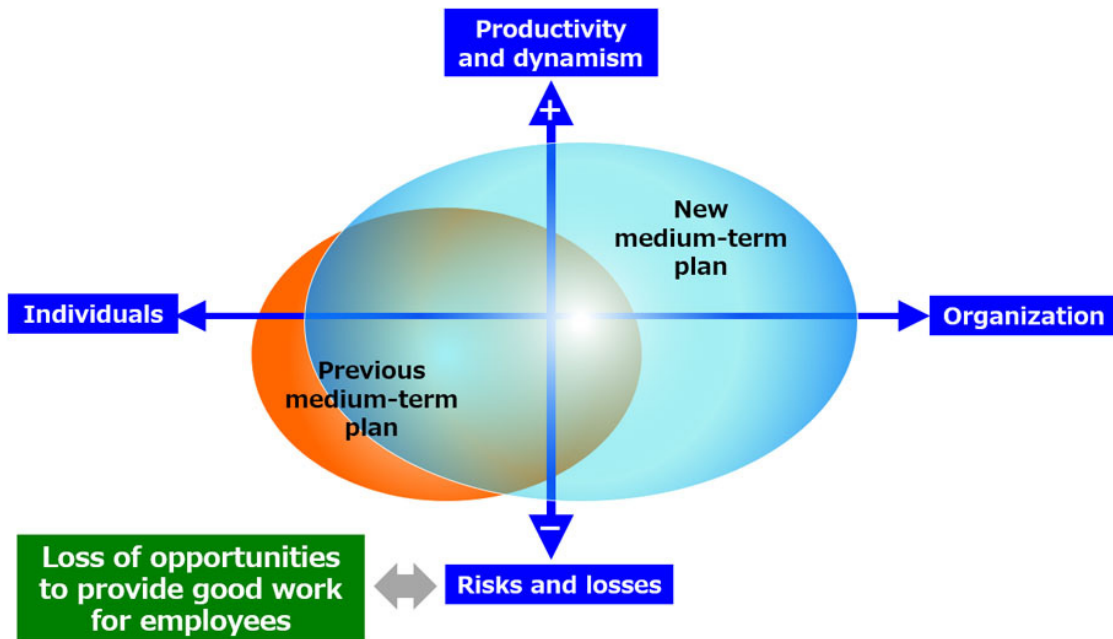 Productivity
and dynamism
+
New
medium-term
plan
Individuals
Organization
Previous
medium-term
plan
−
Loss of opportunities
to provide good work
for employees
Risks and losses